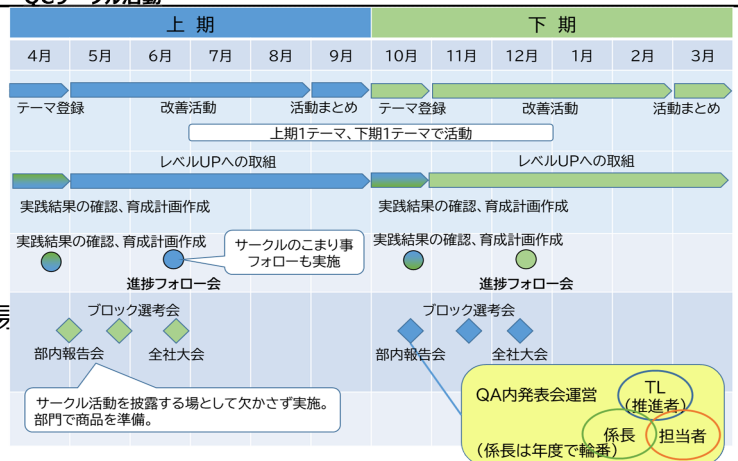 QCサークル活動
上 期
下 期
4月 5月 6月 7月 8月 9月 10月 11月 12月 1月 2月 3月
テーマ登録 改善活動 活動まとめ テーマ登録 改善活動 活動まとめ
上期1テーマ、下期1テーマで活動
レベルUPへの取組 レベルUPへの取組
実践結果の確認、育成計画作成 実践結果の確認、育成計画作成
実践結果の確認、育成計画作成 実践結果の確認、育成計画作成
サークルのこまり事
フォローも実施
進捗フォロー会 進捗フォロー会
ブロック選考会 ブロック選考会
部内報告会 全社大会 部内報告会 全社大会
サークル活動を披露する場として欠かさず実施。
部門で商品を準備。
QA内発表会運営
TL
(推進者)
係長 担当者
(係長は年度で輪番)